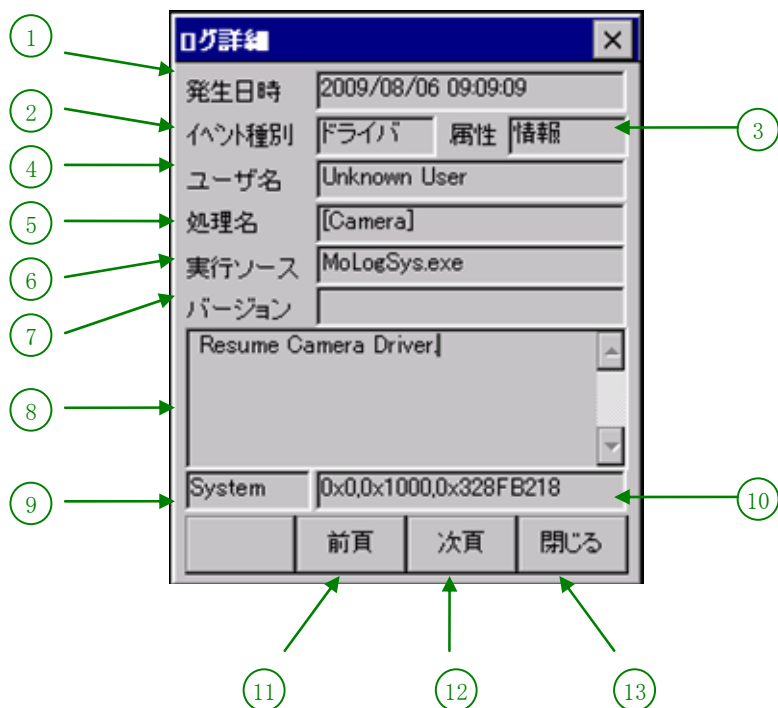 ①
ログ詳細
発生日時 2009/08/06 09:09:09
②
イベント種別 ドライバ 属性 情報
③
④
ユーザ名 Unknown User
⑤
処理名 [Camera]
⑥
実行ソース MoLogSys.exe
⑦
バージョン
Resume Camera Driver.
⑧
⑨
System 0x0,0x1000,0x328FB218
⑩
前頁 次頁 閉じる
⑪ ⑫ ⑬